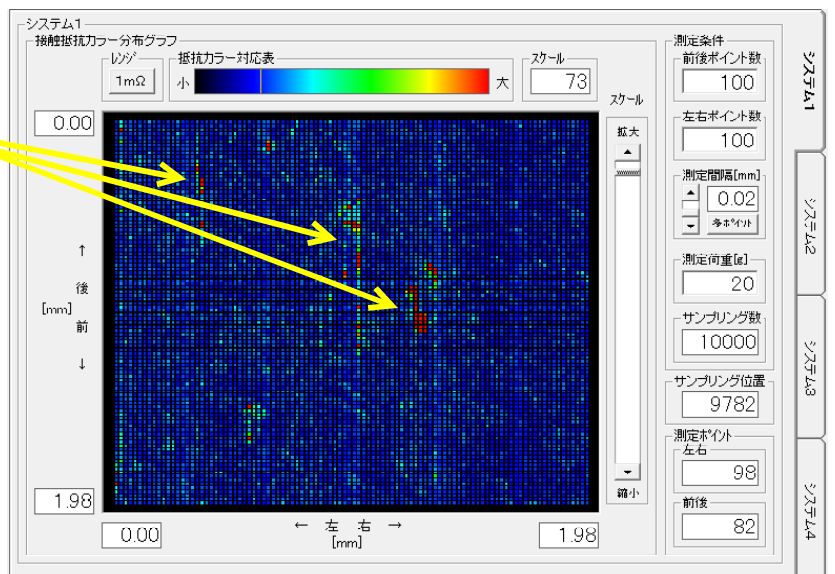 システム1
接触抵抗カラー分布グラフ
レンジ
1mΩ
抵抗カラー対応表
小
大
スケール
73
スケール
拡大
縮小
0.00
↑
後
[mm]
前
↓
1.98
0.00
← 左 右 →
[mm]
1.98
測定条件
前後ポイント数
100
左右ポイント数
100
測定間隔[mm]
0.02
多ポイント
測定荷重[g]
20
サンプリング数
10000
サンプリング位置
9782
測定ポイント
左右
98
前後
82
システム1
システム2
システム3
システム4